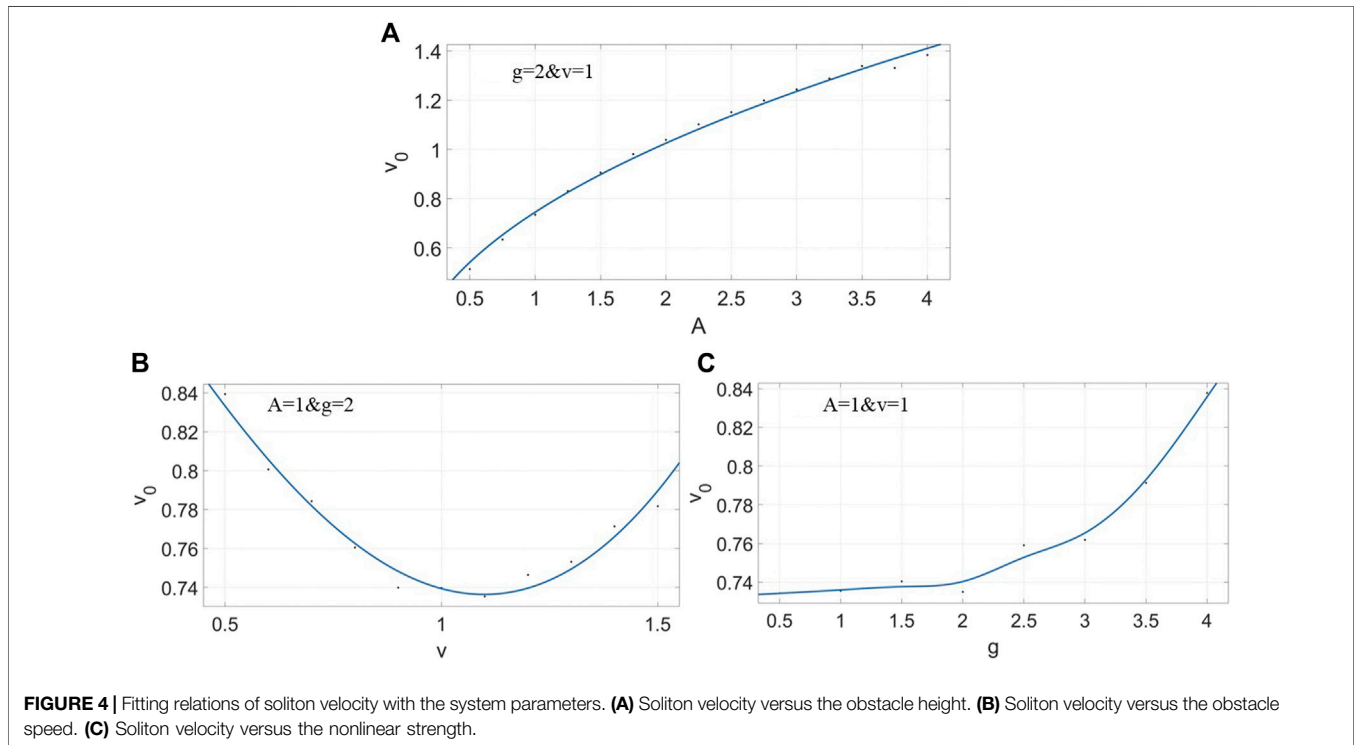 A
g=2&v=1
1.4
1.2
1
0.8
0.6
v0
0.5 1 1.5 2 2.5 3 3.5 4
A
B
A=1&g=2
0.84
0.82
0.8
0.78
0.76
0.74
v0
0.5 1 1.5
v
C
A=1&v=1
0.84
0.82
0.8
0.78
0.76
0.74
v0
0.5 1 1.5 2 2.5 3 3.5 4
g
FIGURE 4 | Fitting relations of soliton velocity with the system parameters. (A) Soliton velocity versus the obstacle height. (B) Soliton velocity versus the obstacle
speed. (C) Soliton velocity versus the nonlinear strength.